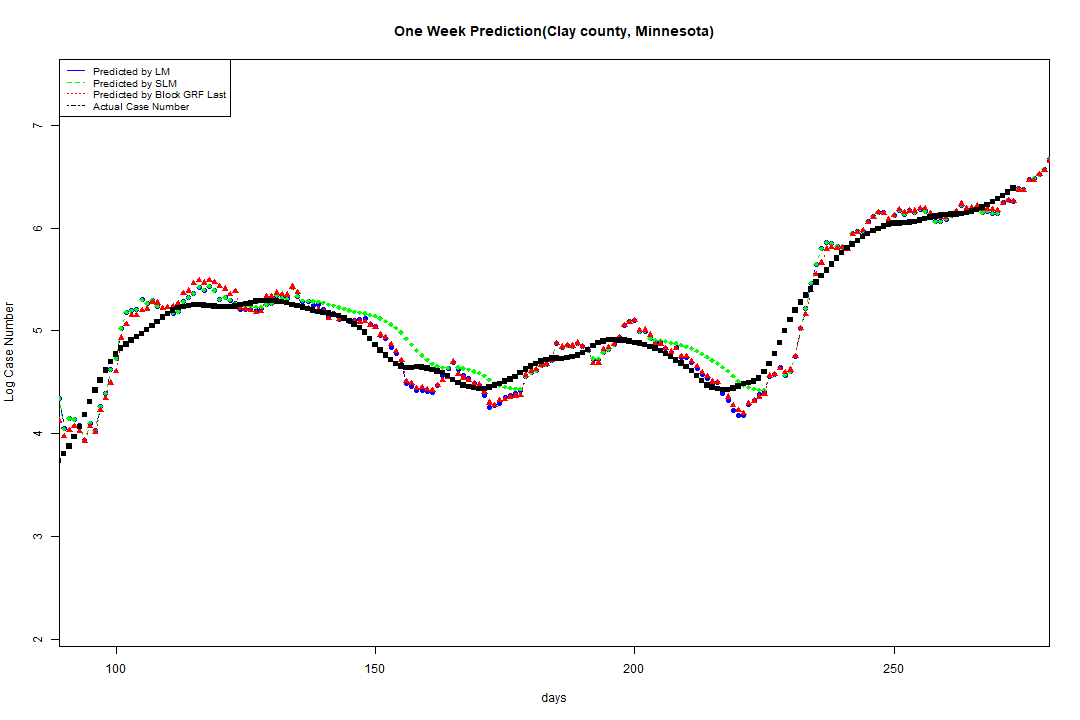 One Week Prediction(Clay county, Minnesota)
Predicted by LM
Predicted by SLM
Predicted by Block GRF Last
Actual Case Number
7
6
5
4
3
2
Log Case Number
100 150 200 250
days